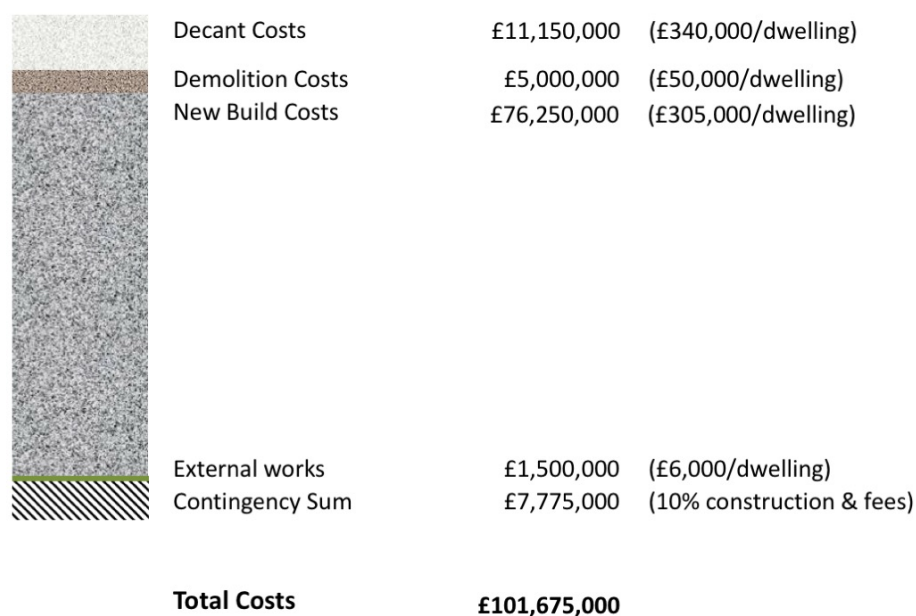 Decant Costs £11,150,000 (£340,000/dwelling)
Demolition Costs £5,000,000 (£50,000/dwelling)
New Build Costs £76,250,000 (£305,000/dwelling)
External works £1,500,000 (£6,000/dwelling)
Contingency Sum £7,775,000 (10% construction & fees)
Total Costs £101,675,000